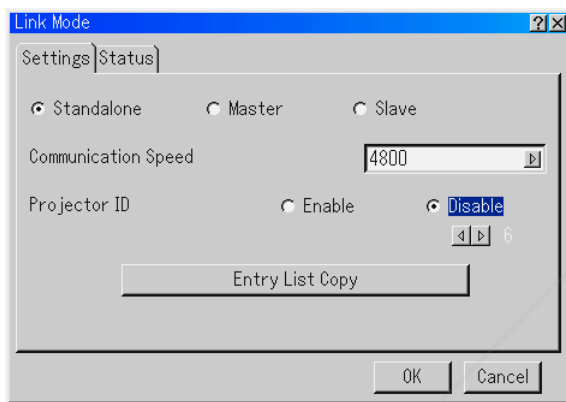 Link Mode
Settings Status
Standalone Master Slave
Communication Speed 4800
Projector ID Enable Disable
6
Entry List Copy
OK Cancel